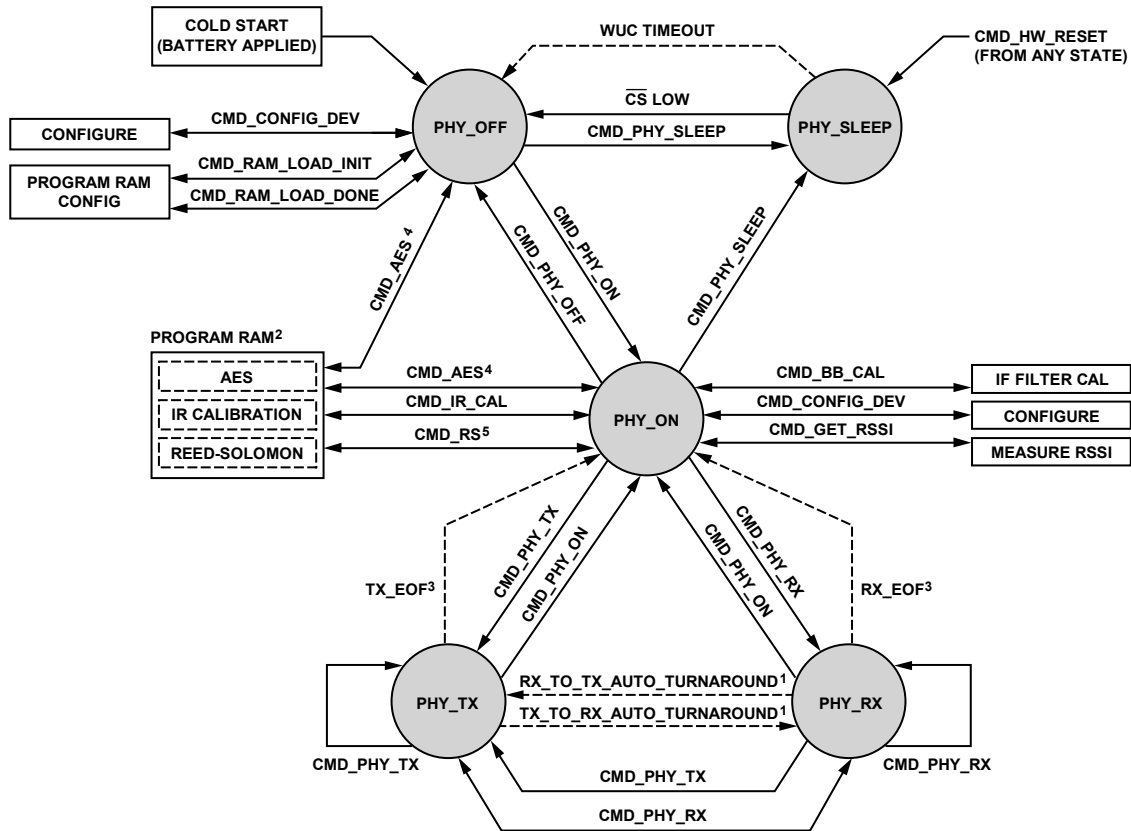 COLD START
(BATTERY APPLIED)
WUC TIMEOUT
CMD_HW_RESET
(FROM ANY STATE)
CS LOW
CMD_CONFIG_DEV
CONFIGURE
PHY_OFF
CMD_PHY_SLEEP
PHY_SLEEP
CMD_RAM_LOAD_INIT
PROGRAM RAM
CONFIG
CMD_RAM_LOAD_DONE
CMD_AES 4
CMD_PHY_OFF
CMD_PHY_ON
CMD_PHY_SLEEP
PROGRAM RAM2
AES
IR CALIBRATION
REED-SOLOMON
CMD_AES4
CMD_IR_CAL
CMD_RS5
PHY_ON
CMD_BB_CAL
IF FILTER CAL
CMD_CONFIG_DEV
CONFIGURE
CMD_GET_RSSI
MEASURE RSSI
TX_EOF3
CMD_PHY_TX
CMD_PHY_ON
CMD_PHY_ON
CMD_PHY_RX
RX_EOF3
PHY_TX
RX_TO_TX_AUTO_TURNAROUND1
TX_TO_RX_AUTO_TURNAROUND1
PHY_RX
CMD_PHY_TX
CMD_PHY_TX
CMD_PHY_RX
CMD_PHY_RX